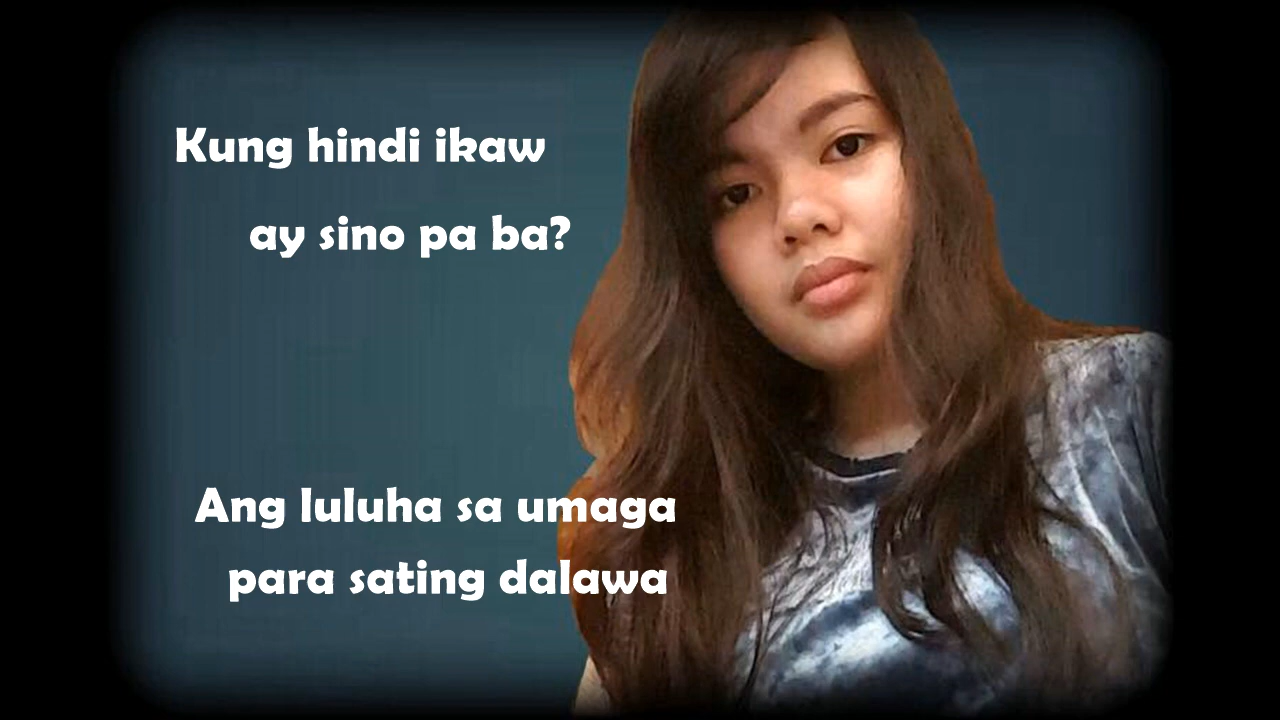 Kung hindi ikaw
ay sino pa ba?
Ang luluha sa umaga
para sating dalawa